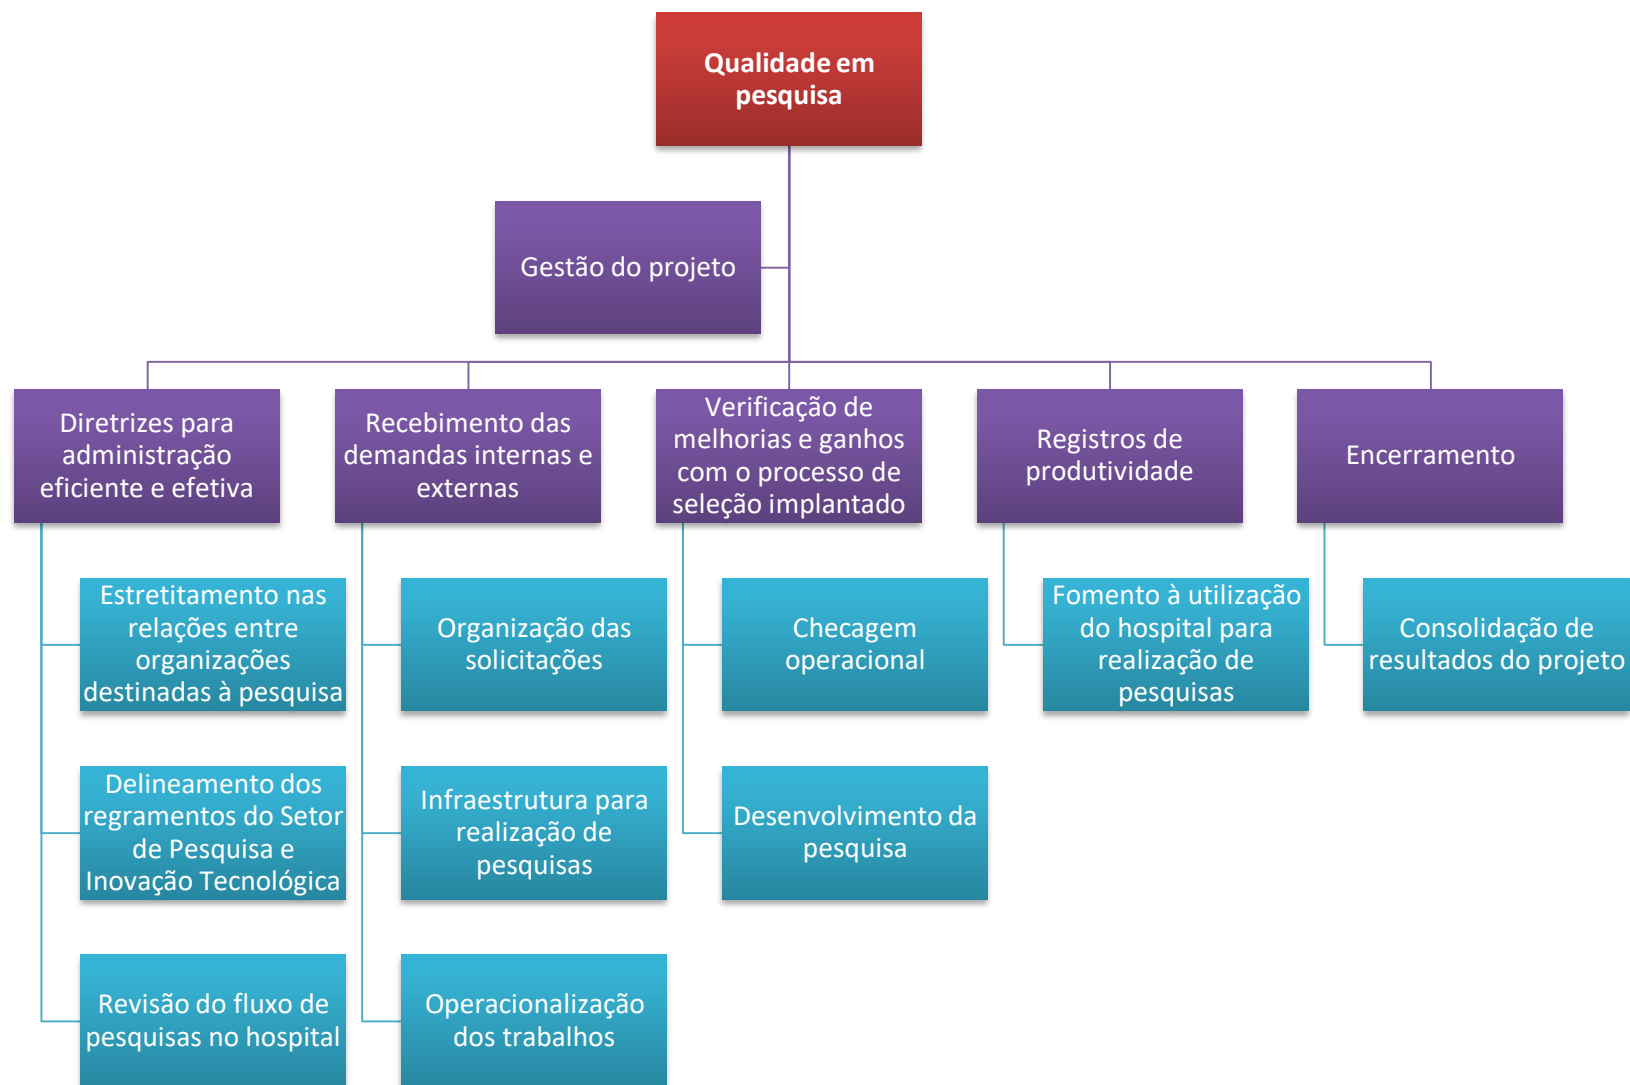 Qualidade em
pesquisa
Gestão do projeto
Diretrizes para
administração
eficiente e efetiva
Recebimento das
demandas internas e
externas
Verificação de
melhorias e ganhos
com o processo de
seleção implantado
Registros de
produtividade
Encerramento
Estretitamento nas
relações entre
organizações
destinadas à pesquisa
Organização das
solicitações
Checagem
operacional
Fomento à utilização
do hospital para
realização de
pesquisas
Consolidação de
resultados do projeto
Delineamento dos
regramentos do Setor
de Pesquisa e
Inovação Tecnológica
Infraestrutura para
realização de
pesquisas
Desenvolvimento da
pesquisa
Revisão do fluxo de
pesquisas no hospital
Operacionalização
dos trabalhos